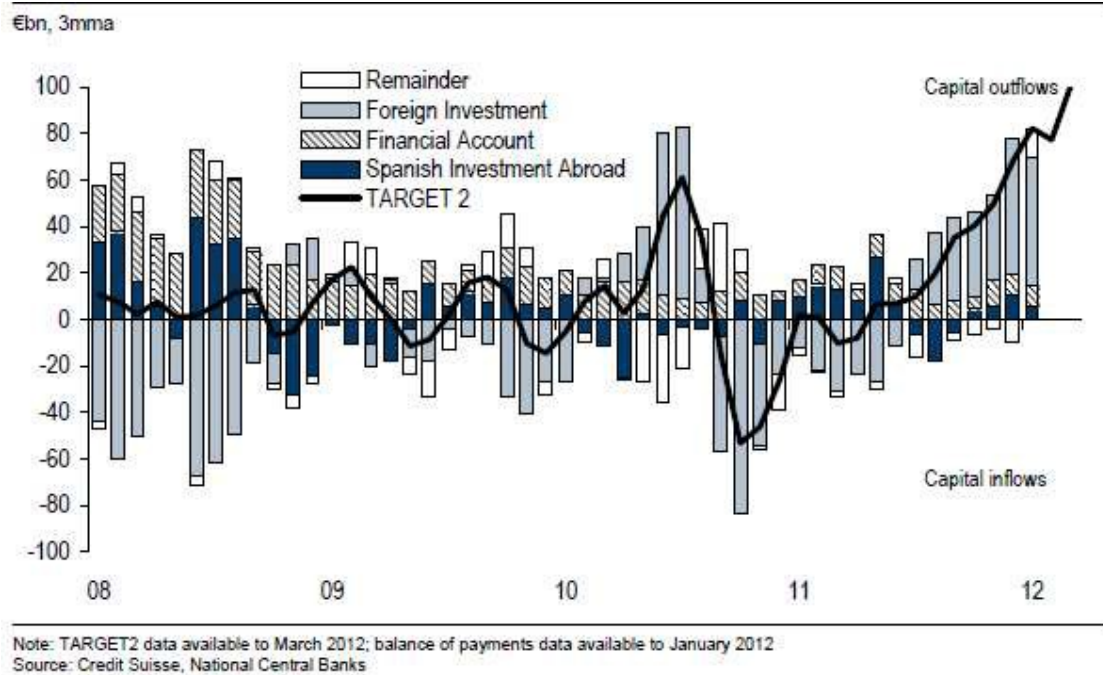 €bn, 3mma
Remainder
Foreign Investment
Financial Account
Spanish Investment Abroad
TARGET 2
Capital outflows
100
80
60
40
20
0
-20
-40
-60
-80
-100
Capital inflows
08 09 10 11 12
Note: TARGET2 data available to March 2012; balance of payments data available to January 2012
Source: Credit Suisse, National Central Banks